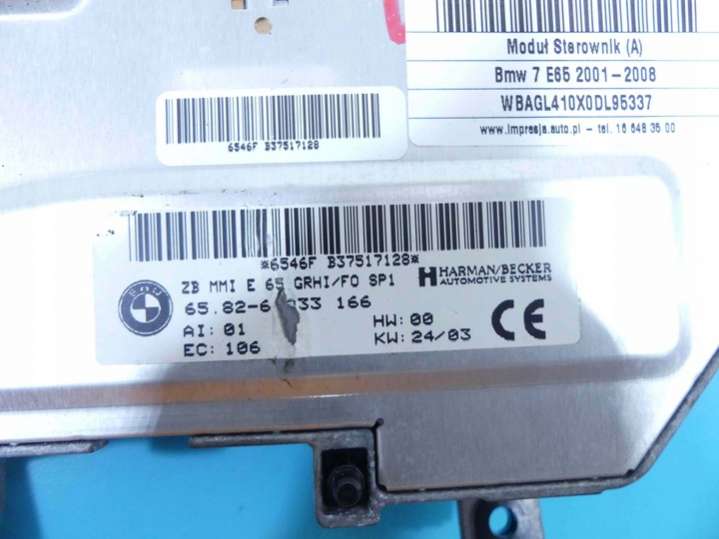 Moduł Sterownik (A)
Bmw 7 E65 2001-2008
WBAGL410X0DL95337
www.impresja.auto.pl - tel. 16 648 35 00
6546F B37517128
*6546F B37517128*
ZB MMI E 65 GRHI/FO SP1
HARMAN/BECKER
AUTOMOTIVE SYSTEMS
166
AI: 01
HW: 00
EC: 106
KW: 24/03
CE